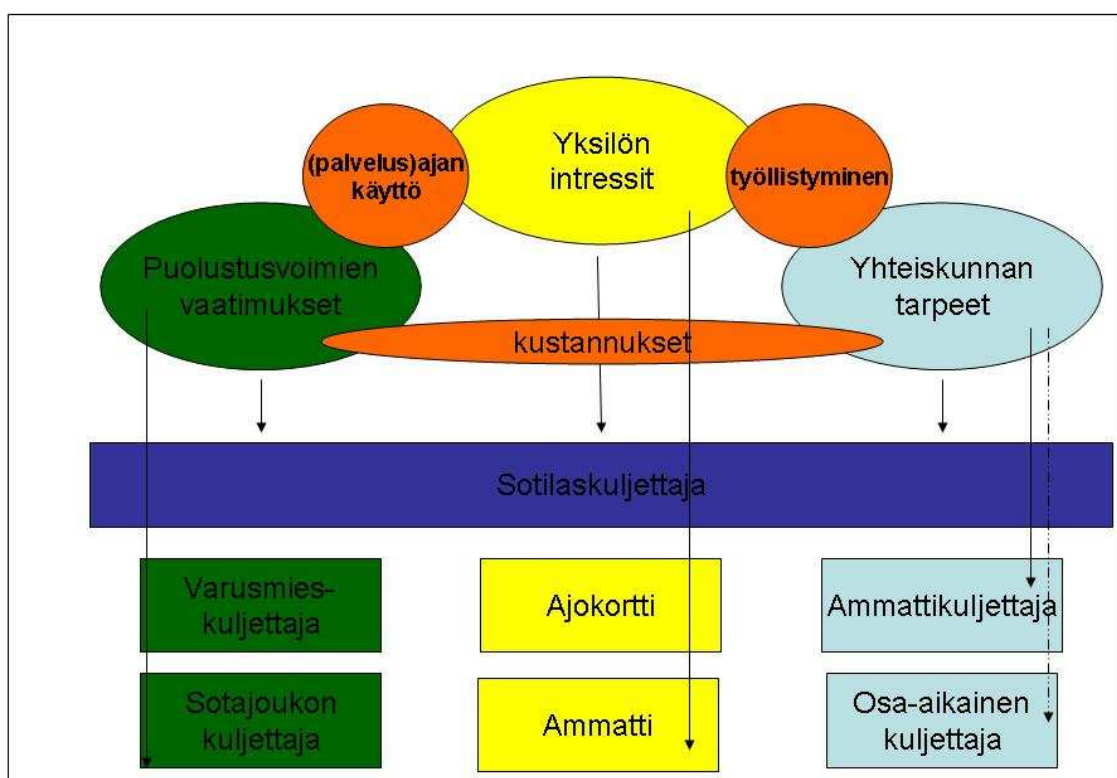 Yksilön
intressit
(palvelus)ajan
käyttö
työllistyminen
Puolustusvoimien
vaatimukset
Yhteiskunnan
tarpeet
kustannukset
Sotilaskuljettaja
Varusmies-
kuljettaja
Ajokortti
Ammattikuljettaja
Sotajoukon
kuljettaja
Ammatti
Osa-aikainen
kuljettaja